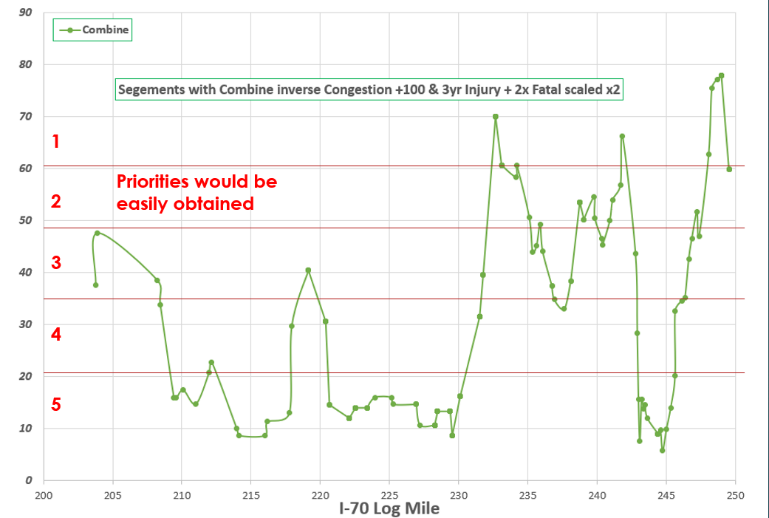 90
Combine
80
Segements with Combine inverse Congestion +100 & 3yr Injury + 2x Fatal scaled x2
70
1
60
Priorities would be
easily obtained
2
50
3
40
30
4
20
5
10
0
200 205 210 215 220 225 230 235 240 245 250
I-70 Log Mile